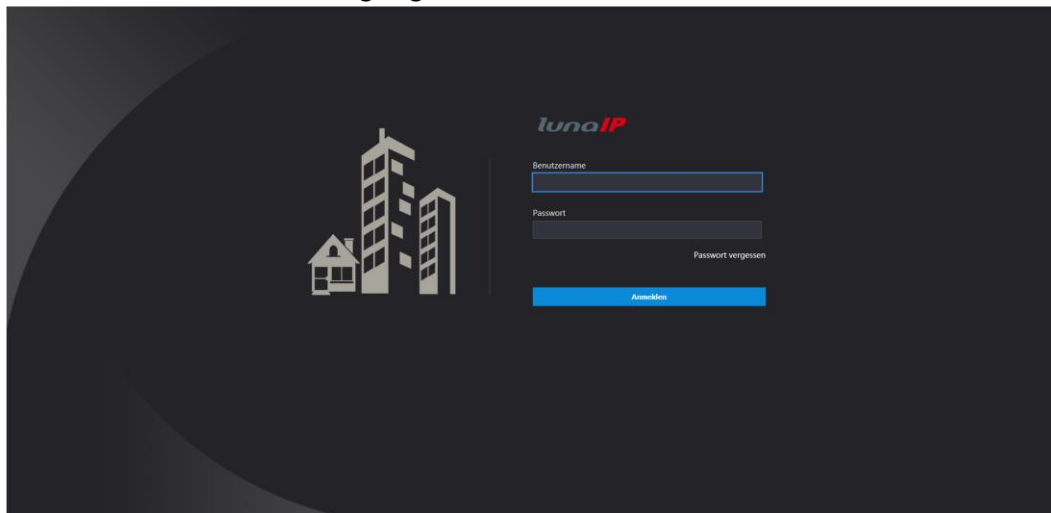 lunaIP
Benutzername
Passwort
Passwort vergessen
Anmelden